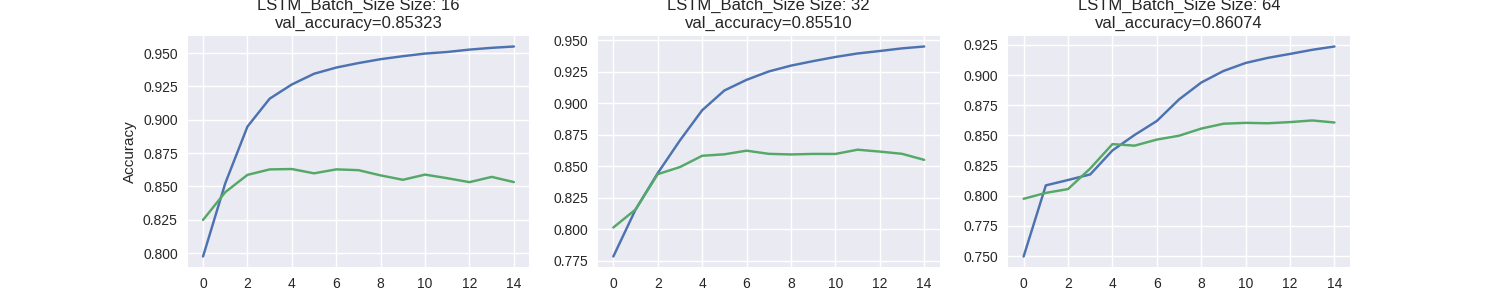 LSTM_Batch_Size Size: 16
val_accuracy=0.85323
LSTM_Batch_Size Size: 32
val_accuracy=0.85510
LSTM_Batch_Size Size: 64
val_accuracy=0.86074
Accuracy
0.950
0.925
0.900
0.875
0.850
0.825
0.800
0 2 4 6 8 10 12 14
0.950
0.925
0.900
0.875
0.850
0.825
0.800
0.775
0 2 4 6 8 10 12 14
0.925
0.900
0.875
0.850
0.825
0.800
0.775
0.750
0 2 4 6 8 10 12 14